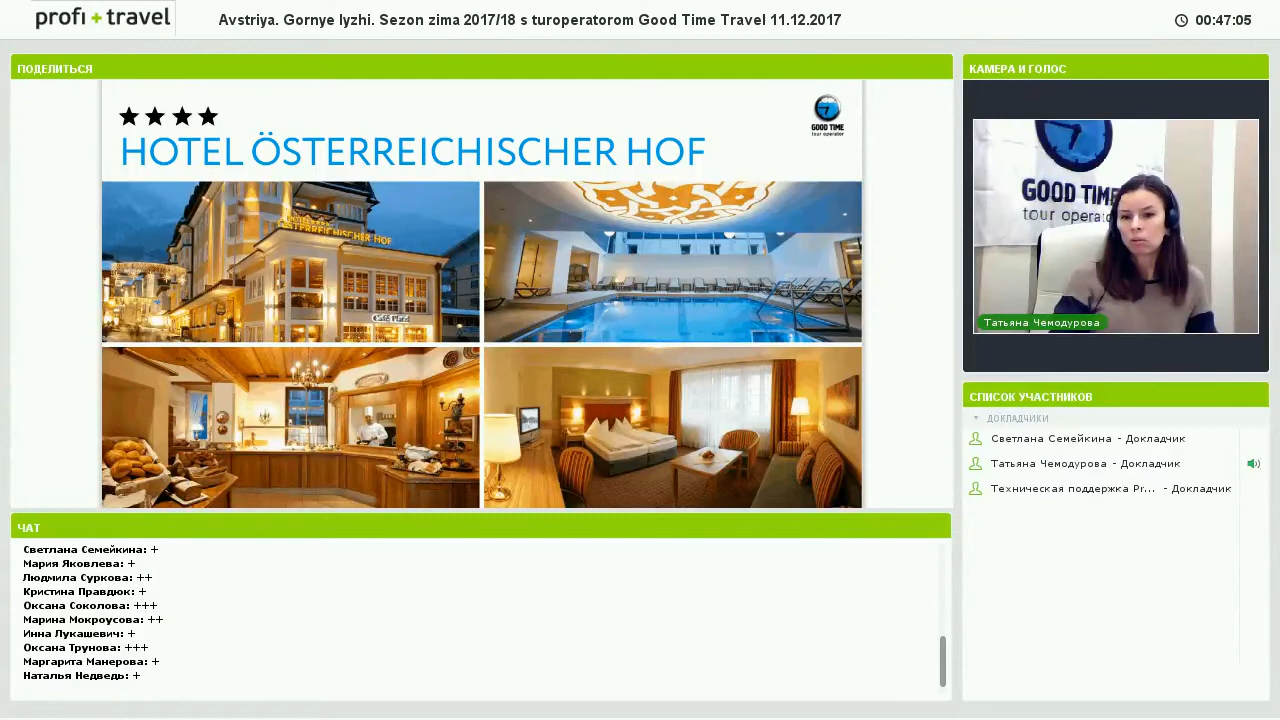 profi + travel
Avstriya. Gornye lyzhi. Sezon zima 2017/18 s turoperatorom Good Time Travel 11.12.2017
00:47:05
ПОДЕЛИТЬСЯ
HOTEL ÖSTERREICHISCHER HOF
GOOD TIME
tour operator
HOTEL
ÖSTERREICHISCHER HOF
Café Platzl
КАМЕРА И ГОЛОС
GOOD TIME
tour operator
Татьяна Чемодурова
СПИСОК УЧАСТНИКОВ
ДОКЛАДЧИКИ
Светлана Семейкина - Докладчик
Татьяна Чемодурова - Докладчик
Техническая поддержка Pr... - Докладчик
ЧАТ
Светлана Семейкина: +
Мария Яковлева: +
Людмила Суркова: ++
Кристина Правдюк: +
Оксана Соколова: +++
Марина Мокроусова: ++
Инна Лукашевич: +
Оксана Трунова: +++
Маргарита Манерова: +
Наталья Недведь: +